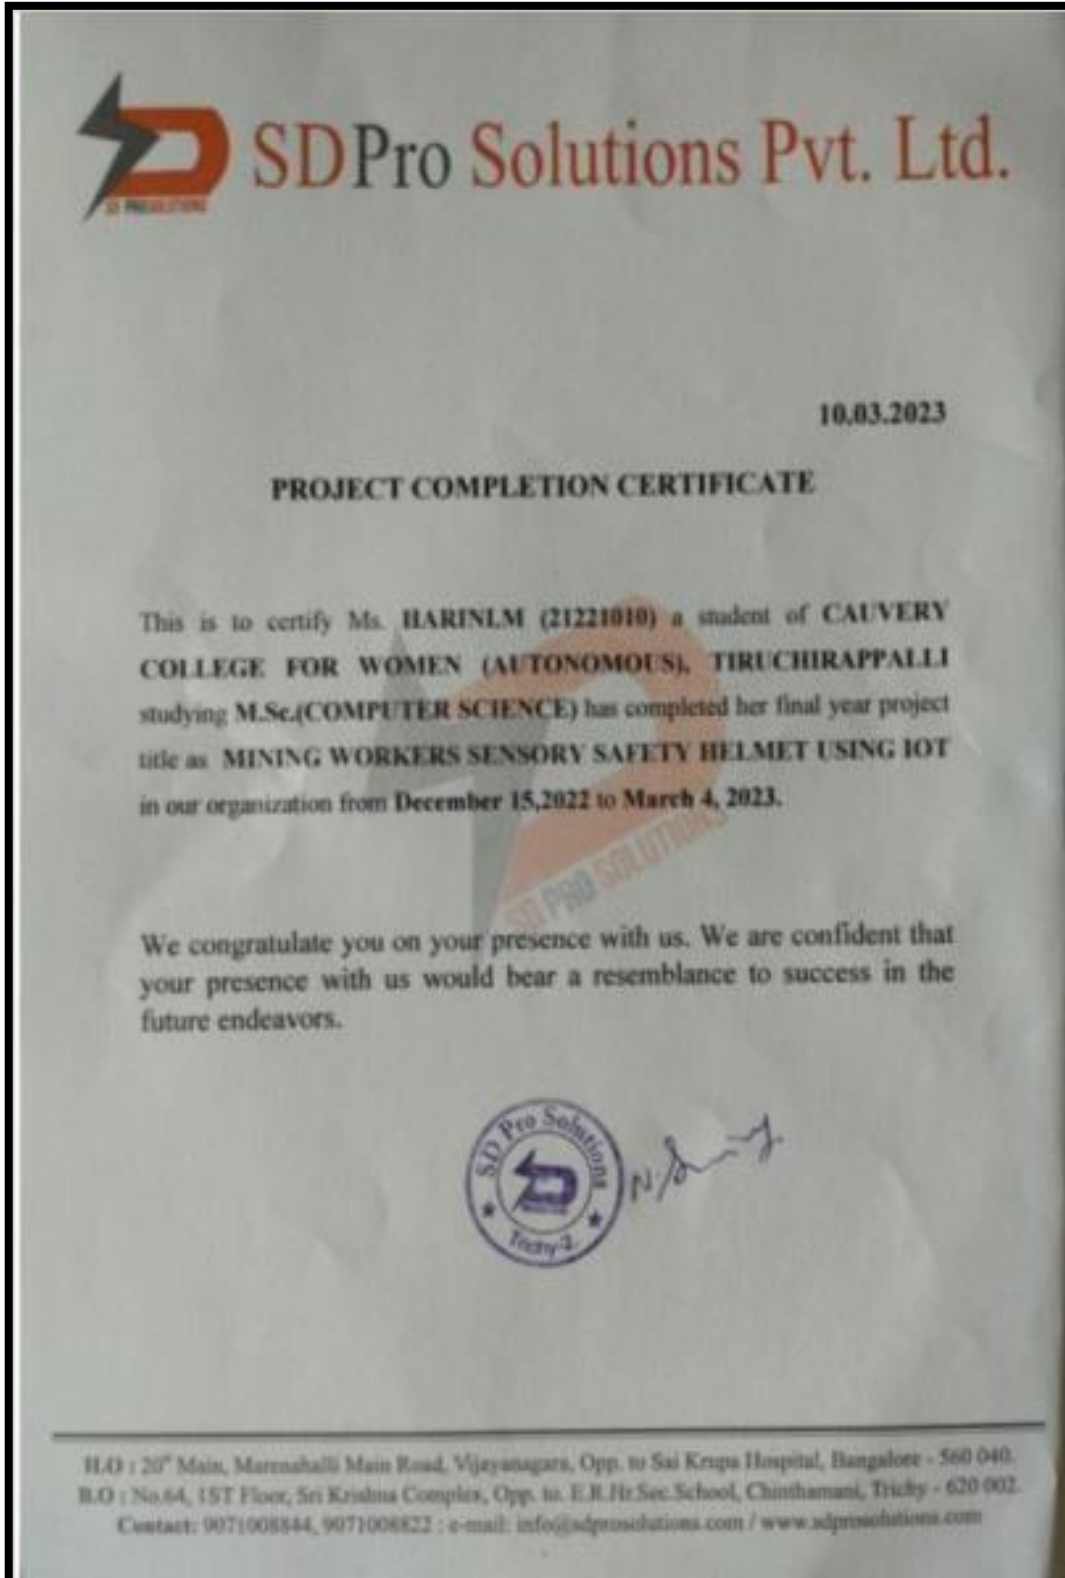 SD PROSOLUTIONS
SDPro Solutions Pvt. Ltd.
10.03.2023
PROJECT COMPLETION CERTIFICATE
This is to certify Ms. HARINI.M (21221010) a student of CAUVERY
COLLEGE FOR WOMEN (AUTONOMOUS), TIRUCHIRAPPALLI
studying M.Sc.(COMPUTER SCIENCE) has completed her final year project
title as MINING WORKERS SENSORY SAFETY HELMET USING IOT
in our organization from December 15,2022 to March 4, 2023.
SD PRO SOLUTIONS
We congratulate you on your presence with us. We are confident that
your presence with us would bear a resemblance to success in the
future endeavors.
SD Pro Solutions
Trichy-2.
H.O : 20" Main, Marenahalli Main Road, Vijayanagara, Opp. to Sai Krupa Hospital, Bangalore - 560 040.
B.O : No.64, 1ST Floor, Sri Krishna Complex, Opp. to. E.R.Hr.Sec.School, Chinthamani, Trichy - 620 002.
Contact: 9071008844, 9071008822 : e-mail: info@sdprosolutions.com / www.sdprosolutions.com